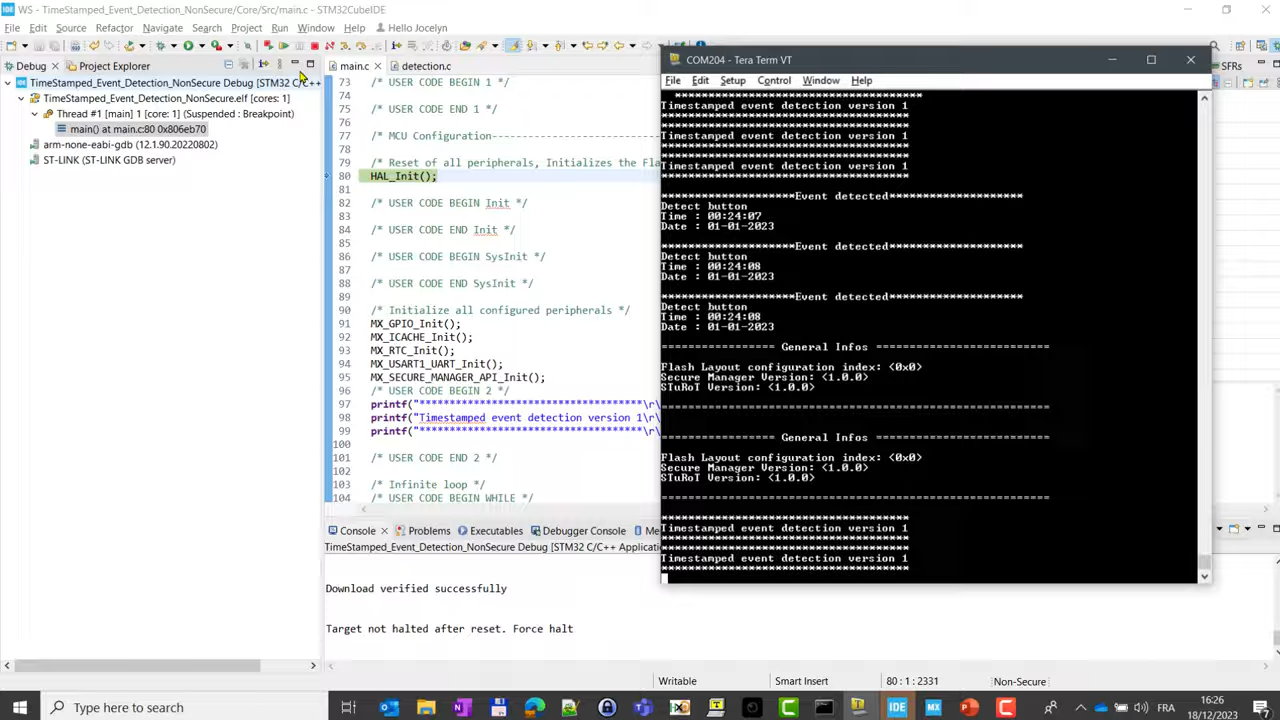 WS - TimeStamped_Event_Detection_NonSecure/Core/Src/main.c - STM32CubeIDE
File Edit Source Refactor Navigate Search Project Run Window Help Hello Jocelyn
Debug Project Explorer
TimeStamped_Event_Detection_NonSecure Debug [STM32 C/C++
TimeStamped_Event_Detection_NonSecure.elf [cores: 1]
Thread #1 [main] 1 [core: 1] (Suspended : Breakpoint)
main() at main.c:80 0x806eb70
arm-none-eabi-gdb (12.1.90.20220802)
ST-LINK (ST-LINK GDB server)
main.c detection.c
73 /* USER CODE BEGIN 1 */
74
75 /* USER CODE END 1 */
76
77 /* MCU Configuration
78
79 /* Reset of all peripherals, Initializes the Fla
80 HAL_Init();
81
82 /* USER CODE BEGIN Init */
83
84 /* USER CODE END Init */
85
86 /* USER CODE BEGIN SysInit */
87
88 /* USER CODE END SysInit */
89
90 /* Initialize all configured peripherals */
91 MX_GPIO_Init();
92 MX_ICACHE_Init();
93 MX_RTC_Init();
94 MX_USART1_UART_Init();
95 MX_SECURE_MANAGER_API_Init();
96 /* USER CODE BEGIN 2 */
97 printf("*************************************\r\
98 printf("Timestamped event detection version 1\r\
99 printf("*************************************\r\
100
101 /* USER CODE END 2 */
102
103 /* Infinite loop */
104 /* USER CODE BEGIN WHILE */
COM204 - Tera Term VT
File Edit Setup Control Window Help
*************************************
Timestamped event detection version 1
*************************************
*************************************
Timestamped event detection version 1
*************************************
*************************************
Timestamped event detection version 1
*************************************
**********************Event detected**********************
Detect button
Time : 00:24:07
Date : 01-01-2023
**********************Event detected**********************
Detect button
Time : 00:24:08
Date : 01-01-2023
**********************Event detected**********************
Detect button
Time : 00:24:08
Date : 01-01-2023
================= General Infos ==========================
Flash Layout configuration index: <0x0>
Secure Manager Version: <1.0.0>
STuRoT Version: <1.0.0>
==========================================================
================= General Infos ==========================
Flash Layout configuration index: <0x0>
Secure Manager Version: <1.0.0>
STuRoT Version: <1.0.0>
==========================================================
*************************************
Timestamped event detection version 1
*************************************
*************************************
Timestamped event detection version 1
*************************************
SFRs
Console Problems Executables Debugger Console Me
TimeStamped_Event_Detection_NonSecure Debug [STM32 C/C++ Applicatio
Download verified successfully
Target not halted after reset. Force halt
Writable Smart Insert 80 : 1 : 2331 Non-Secure
Type here to search
FRA
16:26
18/12/2023